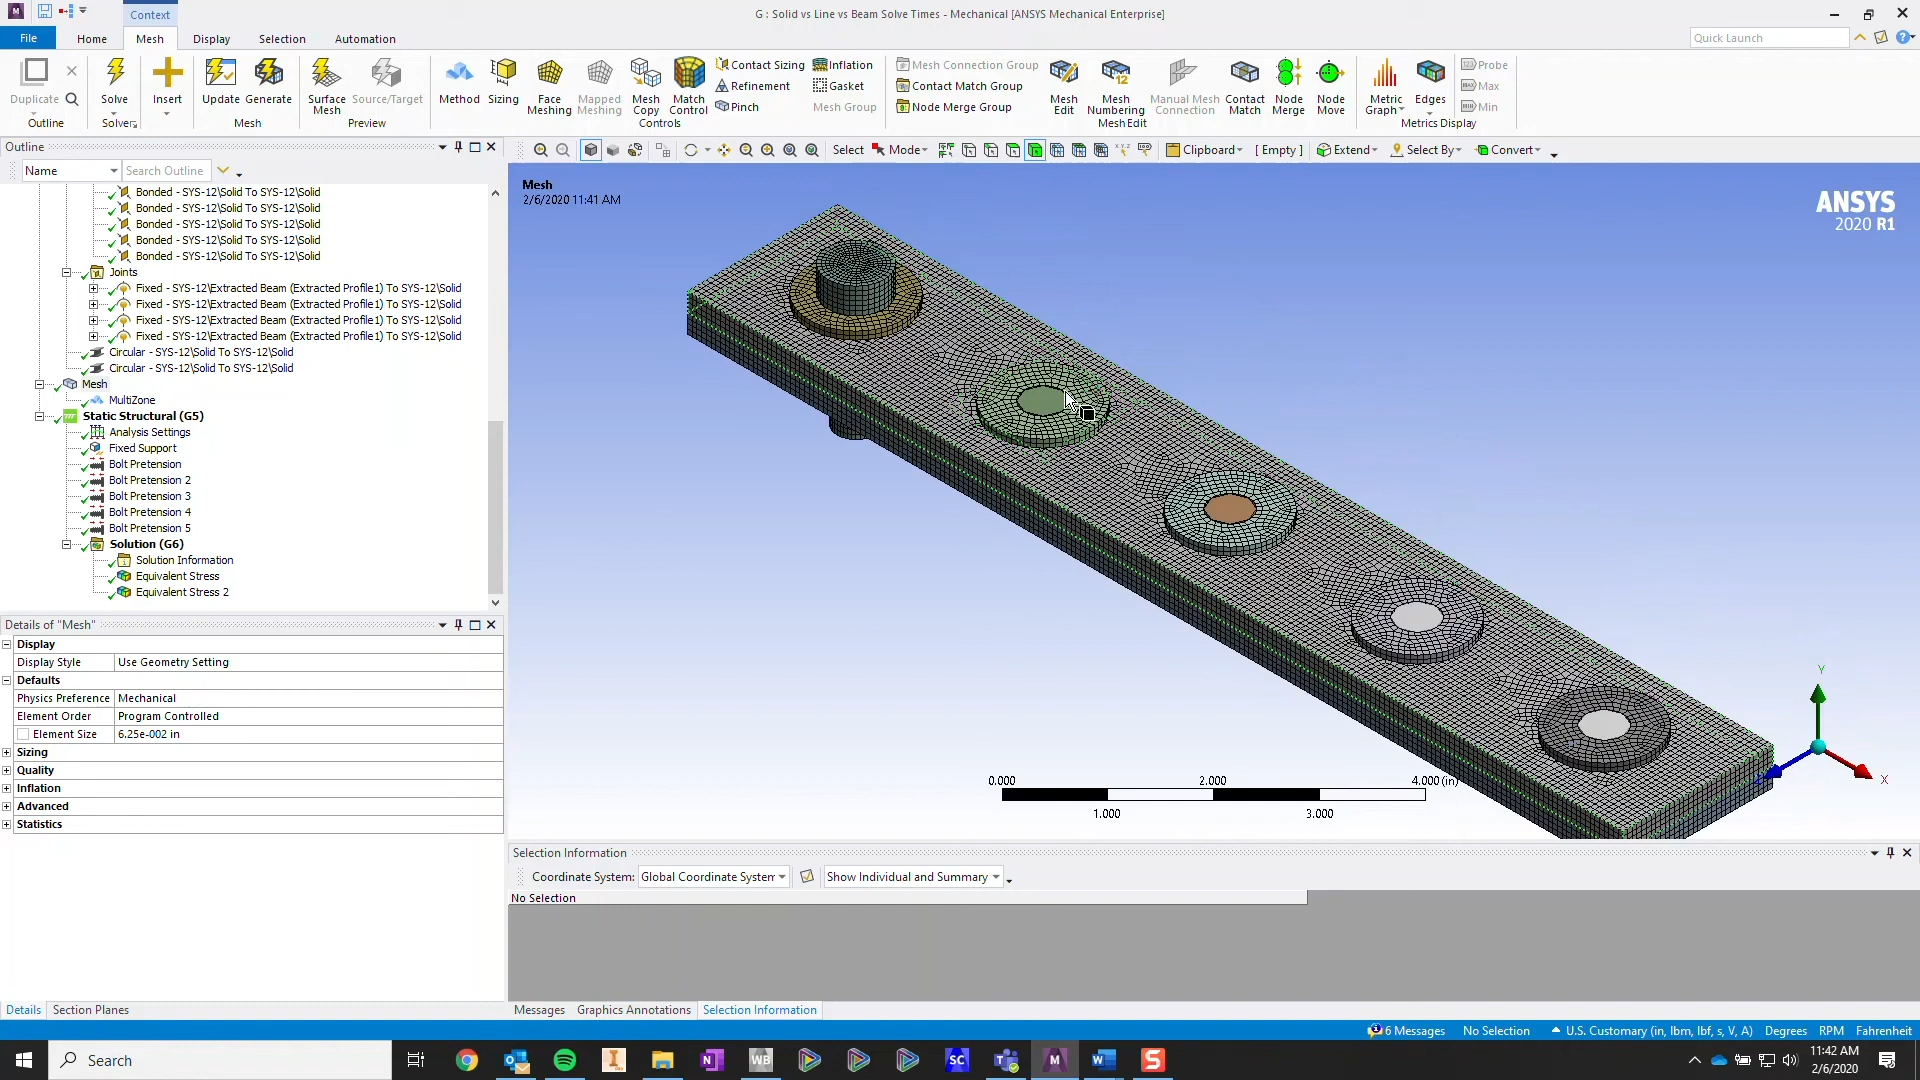 Context
G : Solid vs Line vs Beam Solve Times - Mechanical [ANSYS Mechanical Enterprise]
File Home Mesh Display Selection Automation
Quick Launch
Duplicate
Outline
Solve
Solver
Insert
Update Generate
Mesh
Surface Mesh
Source/Target
Preview
Method Sizing Face Meshing Mapped Meshing Mesh Copy Match Control
Contact Sizing Inflation
Refinement Gasket
Pinch Mesh Group
Controls
Mesh Connection Group
Contact Match Group
Node Merge Group
Mesh Edit Mesh Numbering Manual Mesh Connection Contact Match Node Merge Node Move
Mesh Edit
Metric Graph Edges
Probe
Max
Min
Metrics Display
Outline
Name Search Outline
Select Mode Clipboard [ Empty ] Extend Select By Convert
Bonded - SYS-12\Solid To SYS-12\Solid
Bonded - SYS-12\Solid To SYS-12\Solid
Bonded - SYS-12\Solid To SYS-12\Solid
Bonded - SYS-12\Solid To SYS-12\Solid
Bonded - SYS-12\Solid To SYS-12\Solid
Joints
Fixed - SYS-12\Extracted Beam (Extracted Profile1) To SYS-12\Solid
Fixed - SYS-12\Extracted Beam (Extracted Profile1) To SYS-12\Solid
Fixed - SYS-12\Extracted Beam (Extracted Profile1) To SYS-12\Solid
Fixed - SYS-12\Extracted Beam (Extracted Profile1) To SYS-12\Solid
Circular - SYS-12\Solid To SYS-12\Solid
Circular - SYS-12\Solid To SYS-12\Solid
Mesh
MultiZone
Static Structural (G5)
Analysis Settings
Fixed Support
Bolt Pretension
Bolt Pretension 2
Bolt Pretension 3
Bolt Pretension 4
Bolt Pretension 5
Solution (G6)
Solution Information
Equivalent Stress
Equivalent Stress 2
Details of "Mesh"
Display
Display Style Use Geometry Setting
Defaults
Physics Preference Mechanical
Element Order Program Controlled
Element Size 6.25e-002 in
Sizing
Quality
Inflation
Advanced
Statistics
Details Section Planes
Mesh
2/6/2020 11:41 AM
ANSYS
2020 R1
Y
X
0.000 2.000 4.000 (in)
1.000 3.000
Selection Information
Coordinate System: Global Coordinate System Show Individual and Summary
No Selection
Messages Graphics Annotations Selection Information
6 Messages No Selection U.S. Customary (in, lbm, lbf, s, V, A) Degrees RPM Fahrenheit
Search
11:42 AM
2/6/2020